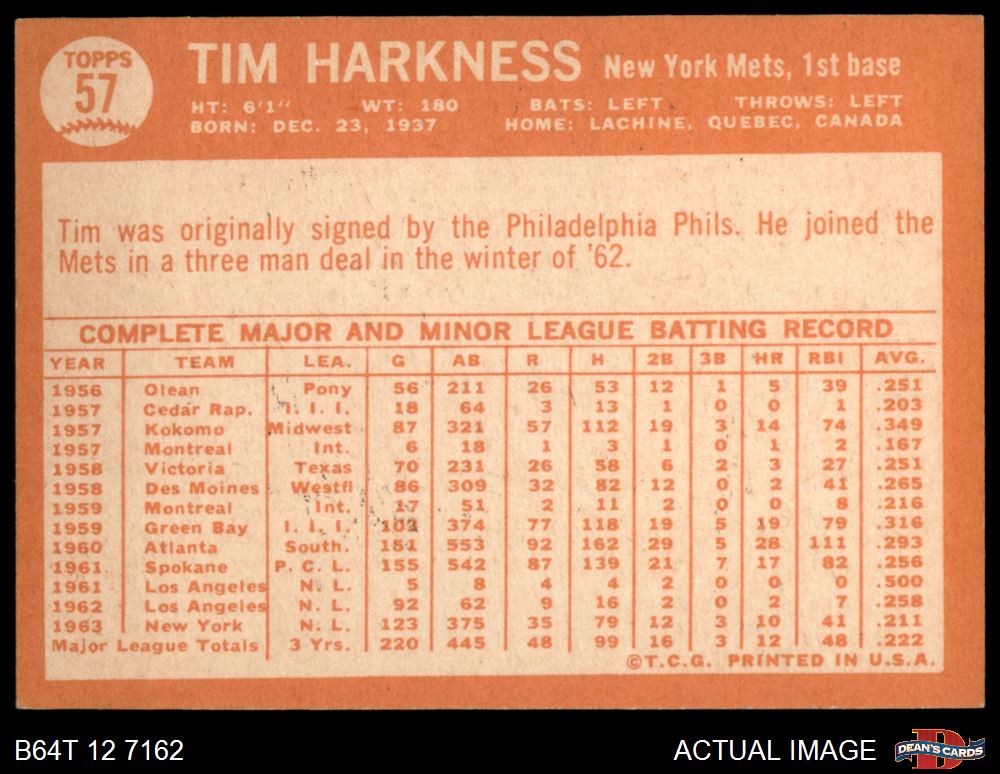 TOPPS
57
TIM HARKNESS New York Mets, 1st base
HT: 6'1" WT: 180 BATS: LEFT THROWS: LEFT
BORN: DEC. 23, 1937 HOME: LACHINE, QUEBEC, CANADA
Tim was originally signed by the Philadelphia Phils. He joined the
Mets in a three man deal in the winter of '62.
COMPLETE MAJOR AND MINOR LEAGUE BATTING RECORD
YEAR TEAM LEA. G AB R H 2B 3B HR RBI AVG.
1956 Olean Pony 56 211 26 53 12 1 5 39 .251
1957 Cedar Rap. I. I. I. 18 64 3 13 1 0 0 1 .203
1957 Kokomo Midwest 87 321 57 112 19 3 14 74 .349
1957 Montreal Int. 6 18 1 3 1 0 1 2 .167
1958 Victoria Texas 70 231 26 58 6 2 3 27 .251
1958 Des Moines Westn 86 309 32 82 12 0 2 41 .265
1959 Montreal Int. 17 51 2 11 2 0 0 8 .216
1959 Green Bay I. I. I. 374 77 118 19 5 19 79 .316
1960 Atlanta South. 151 553 92 162 29 5 28 111 .293
1961 Spokane P. C. L. 155 542 87 139 21 7 17 82 .256
1961 Los Angeles N. L. 5 8 4 4 2 0 0 0 .500
1962 Los Angeles N. L. 92 62 9 16 2 0 2 7 .258
1963 New York N. L. 123 375 35 79 12 3 10 41 .211
Major League Totals 3 Yrs. 220 445 48 99 16 3 12 48 .222
©T.C.G. PRINTED IN U.S.A.
B64T 12 7162
ACTUAL IMAGE
D
DEAN'S CARDS